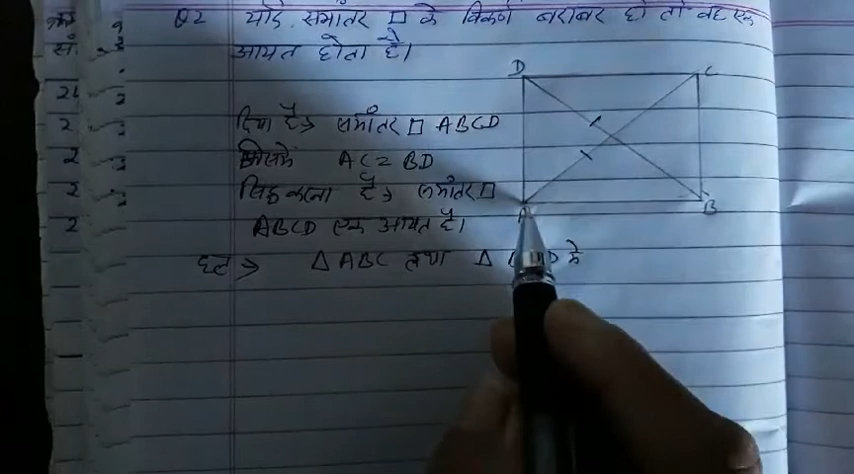 Q2 यदि समांतर □ के विकर्ण बराबर हो तो वह एक
आयत होता है।
D C
दिया है→ समांतर □ ABCD
जिसमें AC = BD
सिद्ध करना है→ समांतर □
ABCD एक आयत है।
A B
हल → Δ ABC तथा Δ में